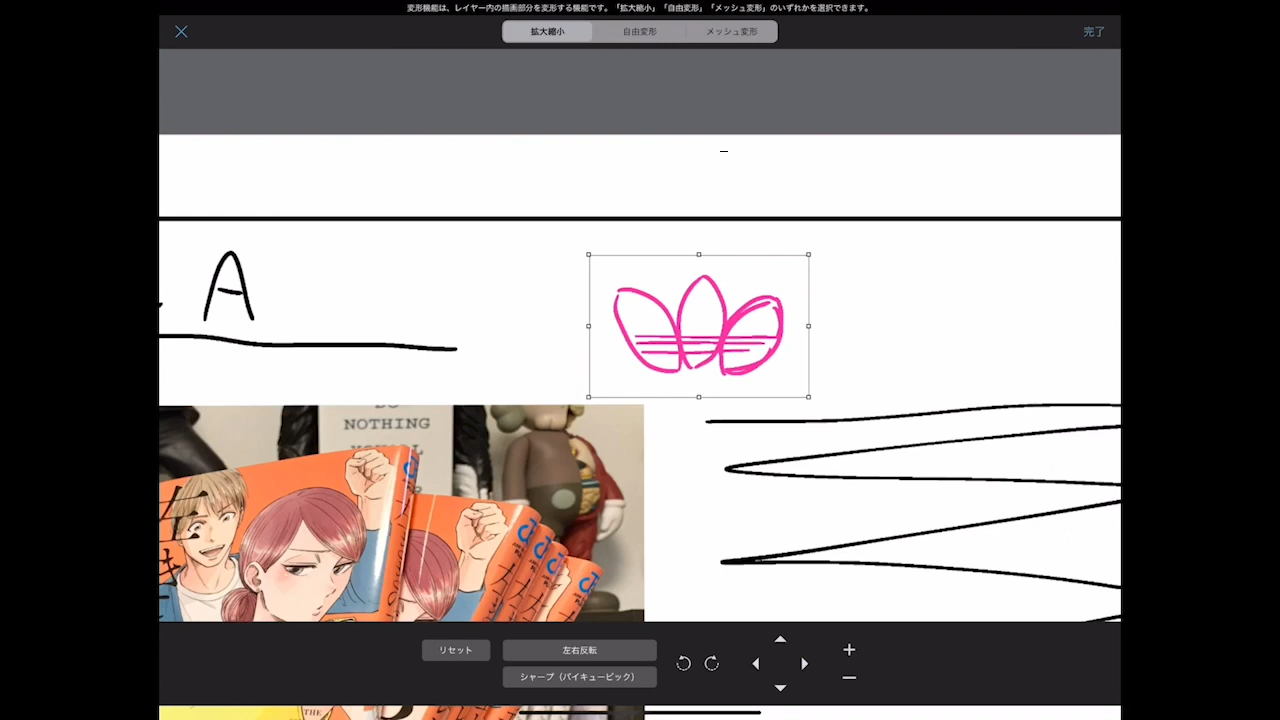 変形機能は、レイヤー内の描画部分を変形する機能です。「拡大縮小」「自由変形」「メッシュ変形」のいずれかを選択できます。
拡大縮小 自由変形 メッシュ変形 完了
A
DO
NOTHING
リセット 左右反転
シャープ（バイキュービック）
THE